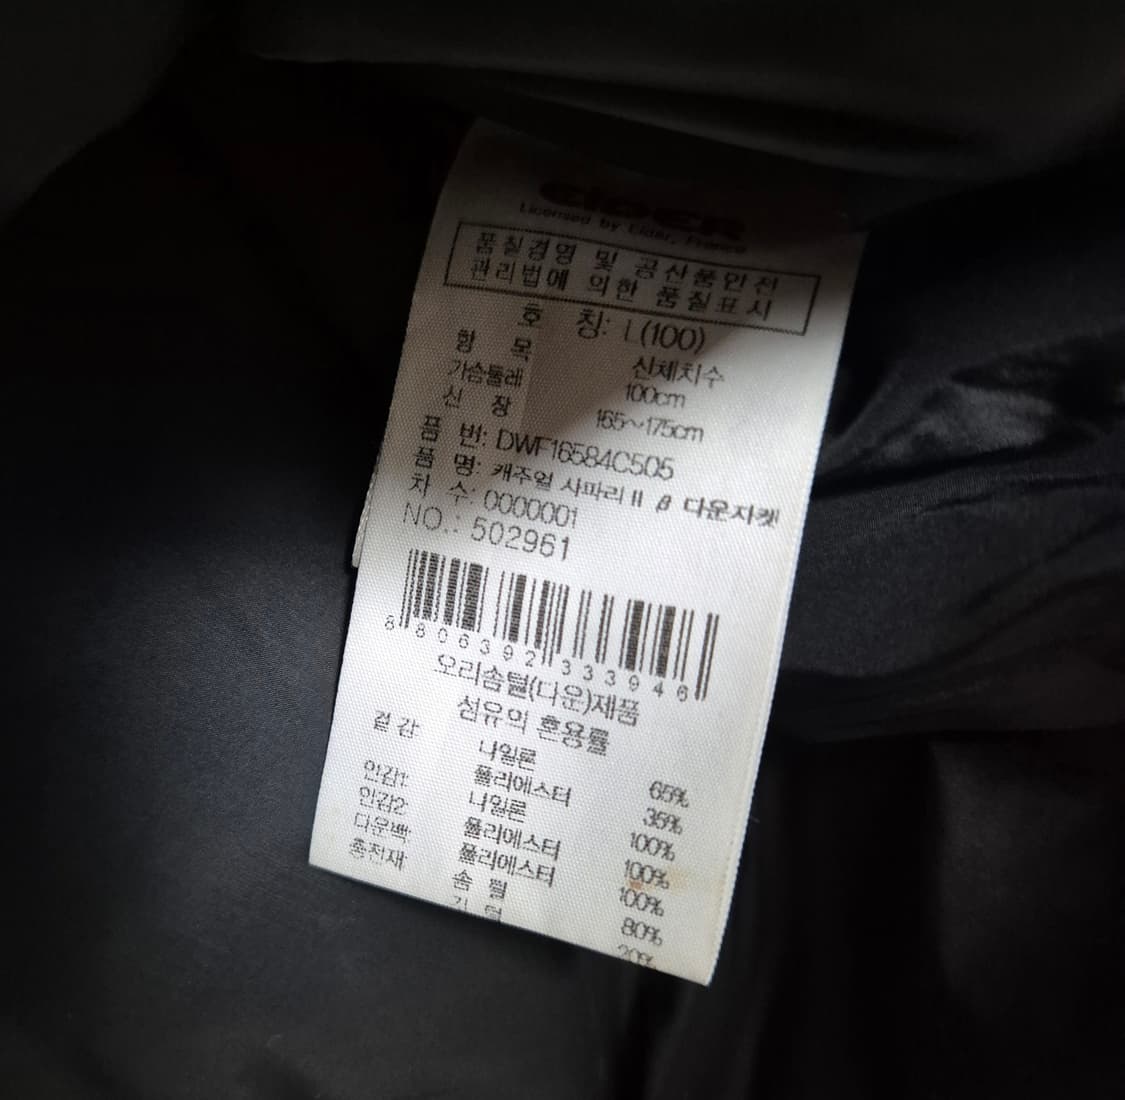 EIDER
Licensed by Eider, France
품질경영 및 공산품안전
관리법에 의한 품질표시
호 칭: L(100)
항 목 신체치수
가슴둘레 100cm
신 장 165~175cm
품 번: DWF16584C505
품 명: 캐주얼 사파리 II β 다운자켓
차 수: 0000001
NO.: 502961
8 806392 333946
오리솜털(다운)제품
섬유의 혼용률
겉감: 나일론 65%
폴리에스터 35%
안감1: 나일론 100%
안감2: 폴리에스터 100%
다운백: 폴리에스터 100%
충전재: 솜 털 80%
깃 털 20%